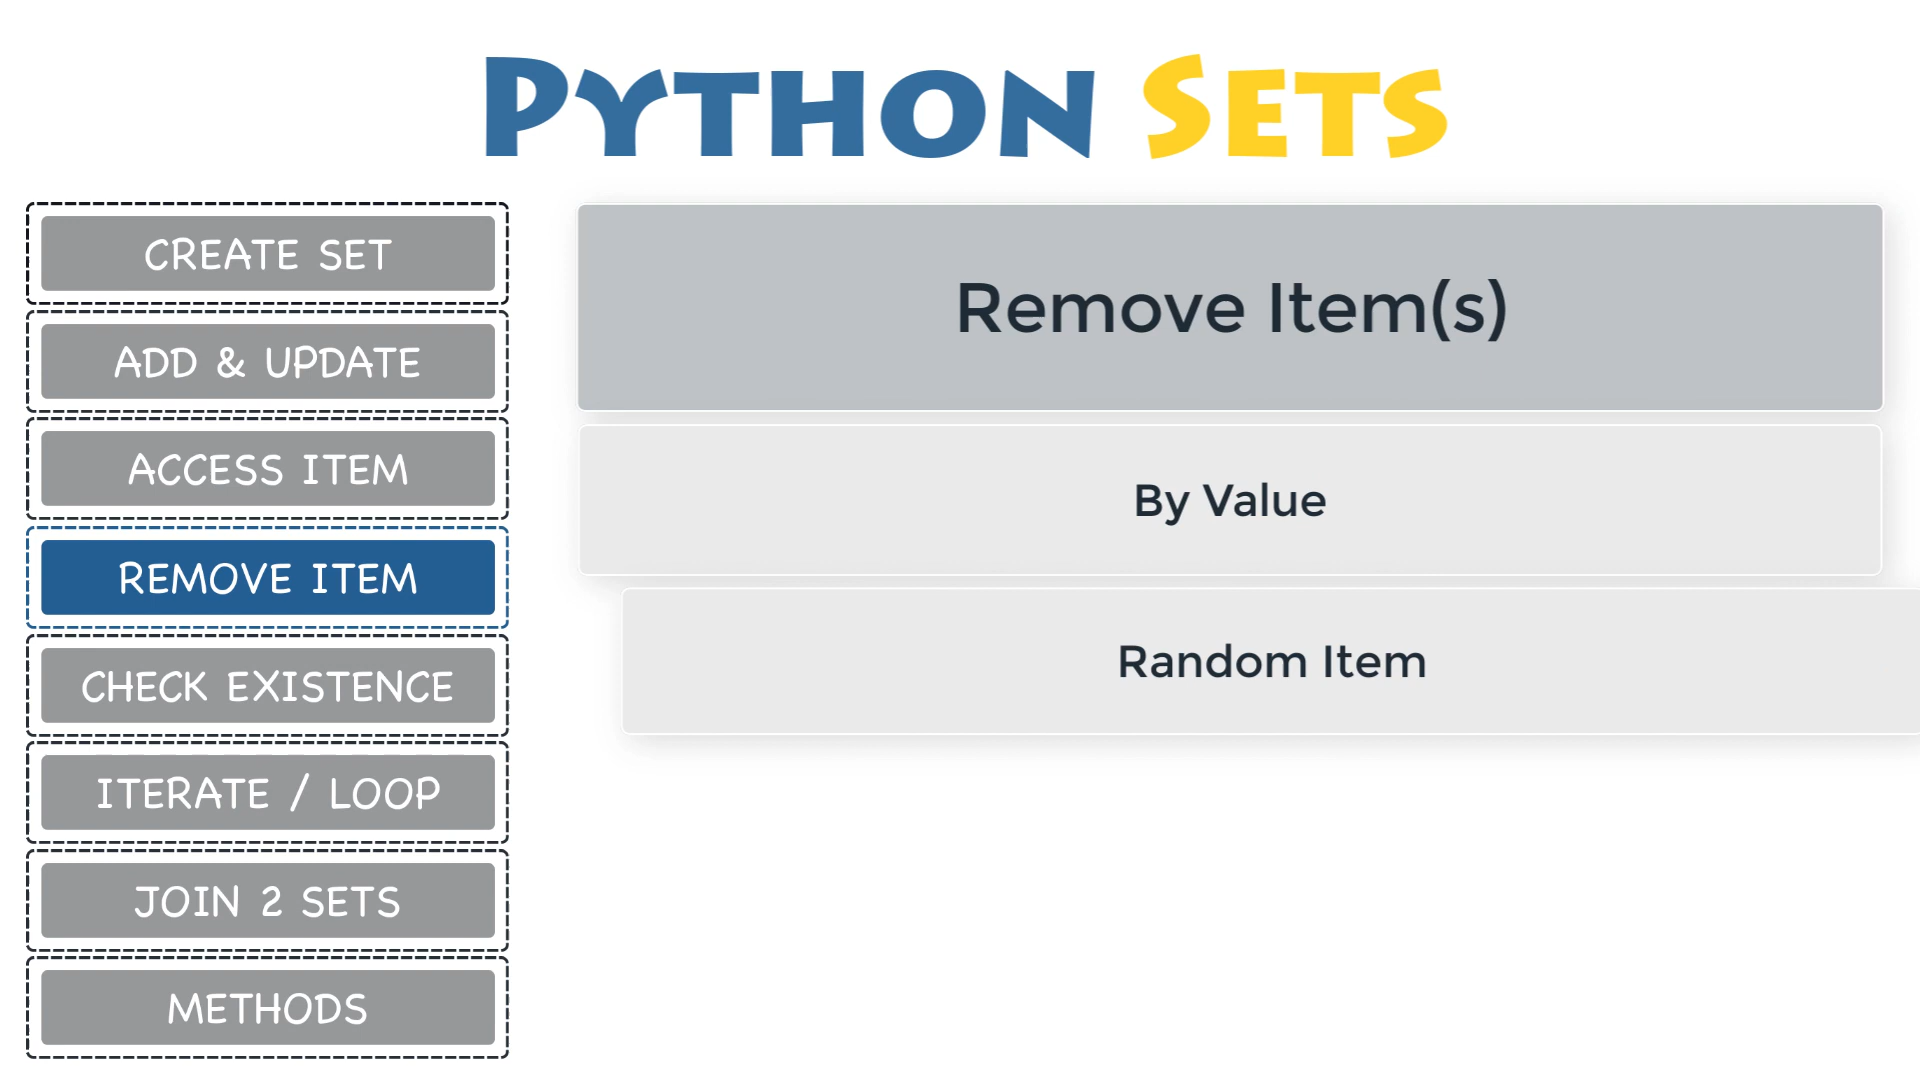 PYTHON SETS
CREATE SET
ADD & UPDATE
ACCESS ITEM
REMOVE ITEM
CHECK EXISTENCE
ITERATE / LOOP
JOIN 2 SETS
METHODS
Remove Item(s)
By Value
Random Item